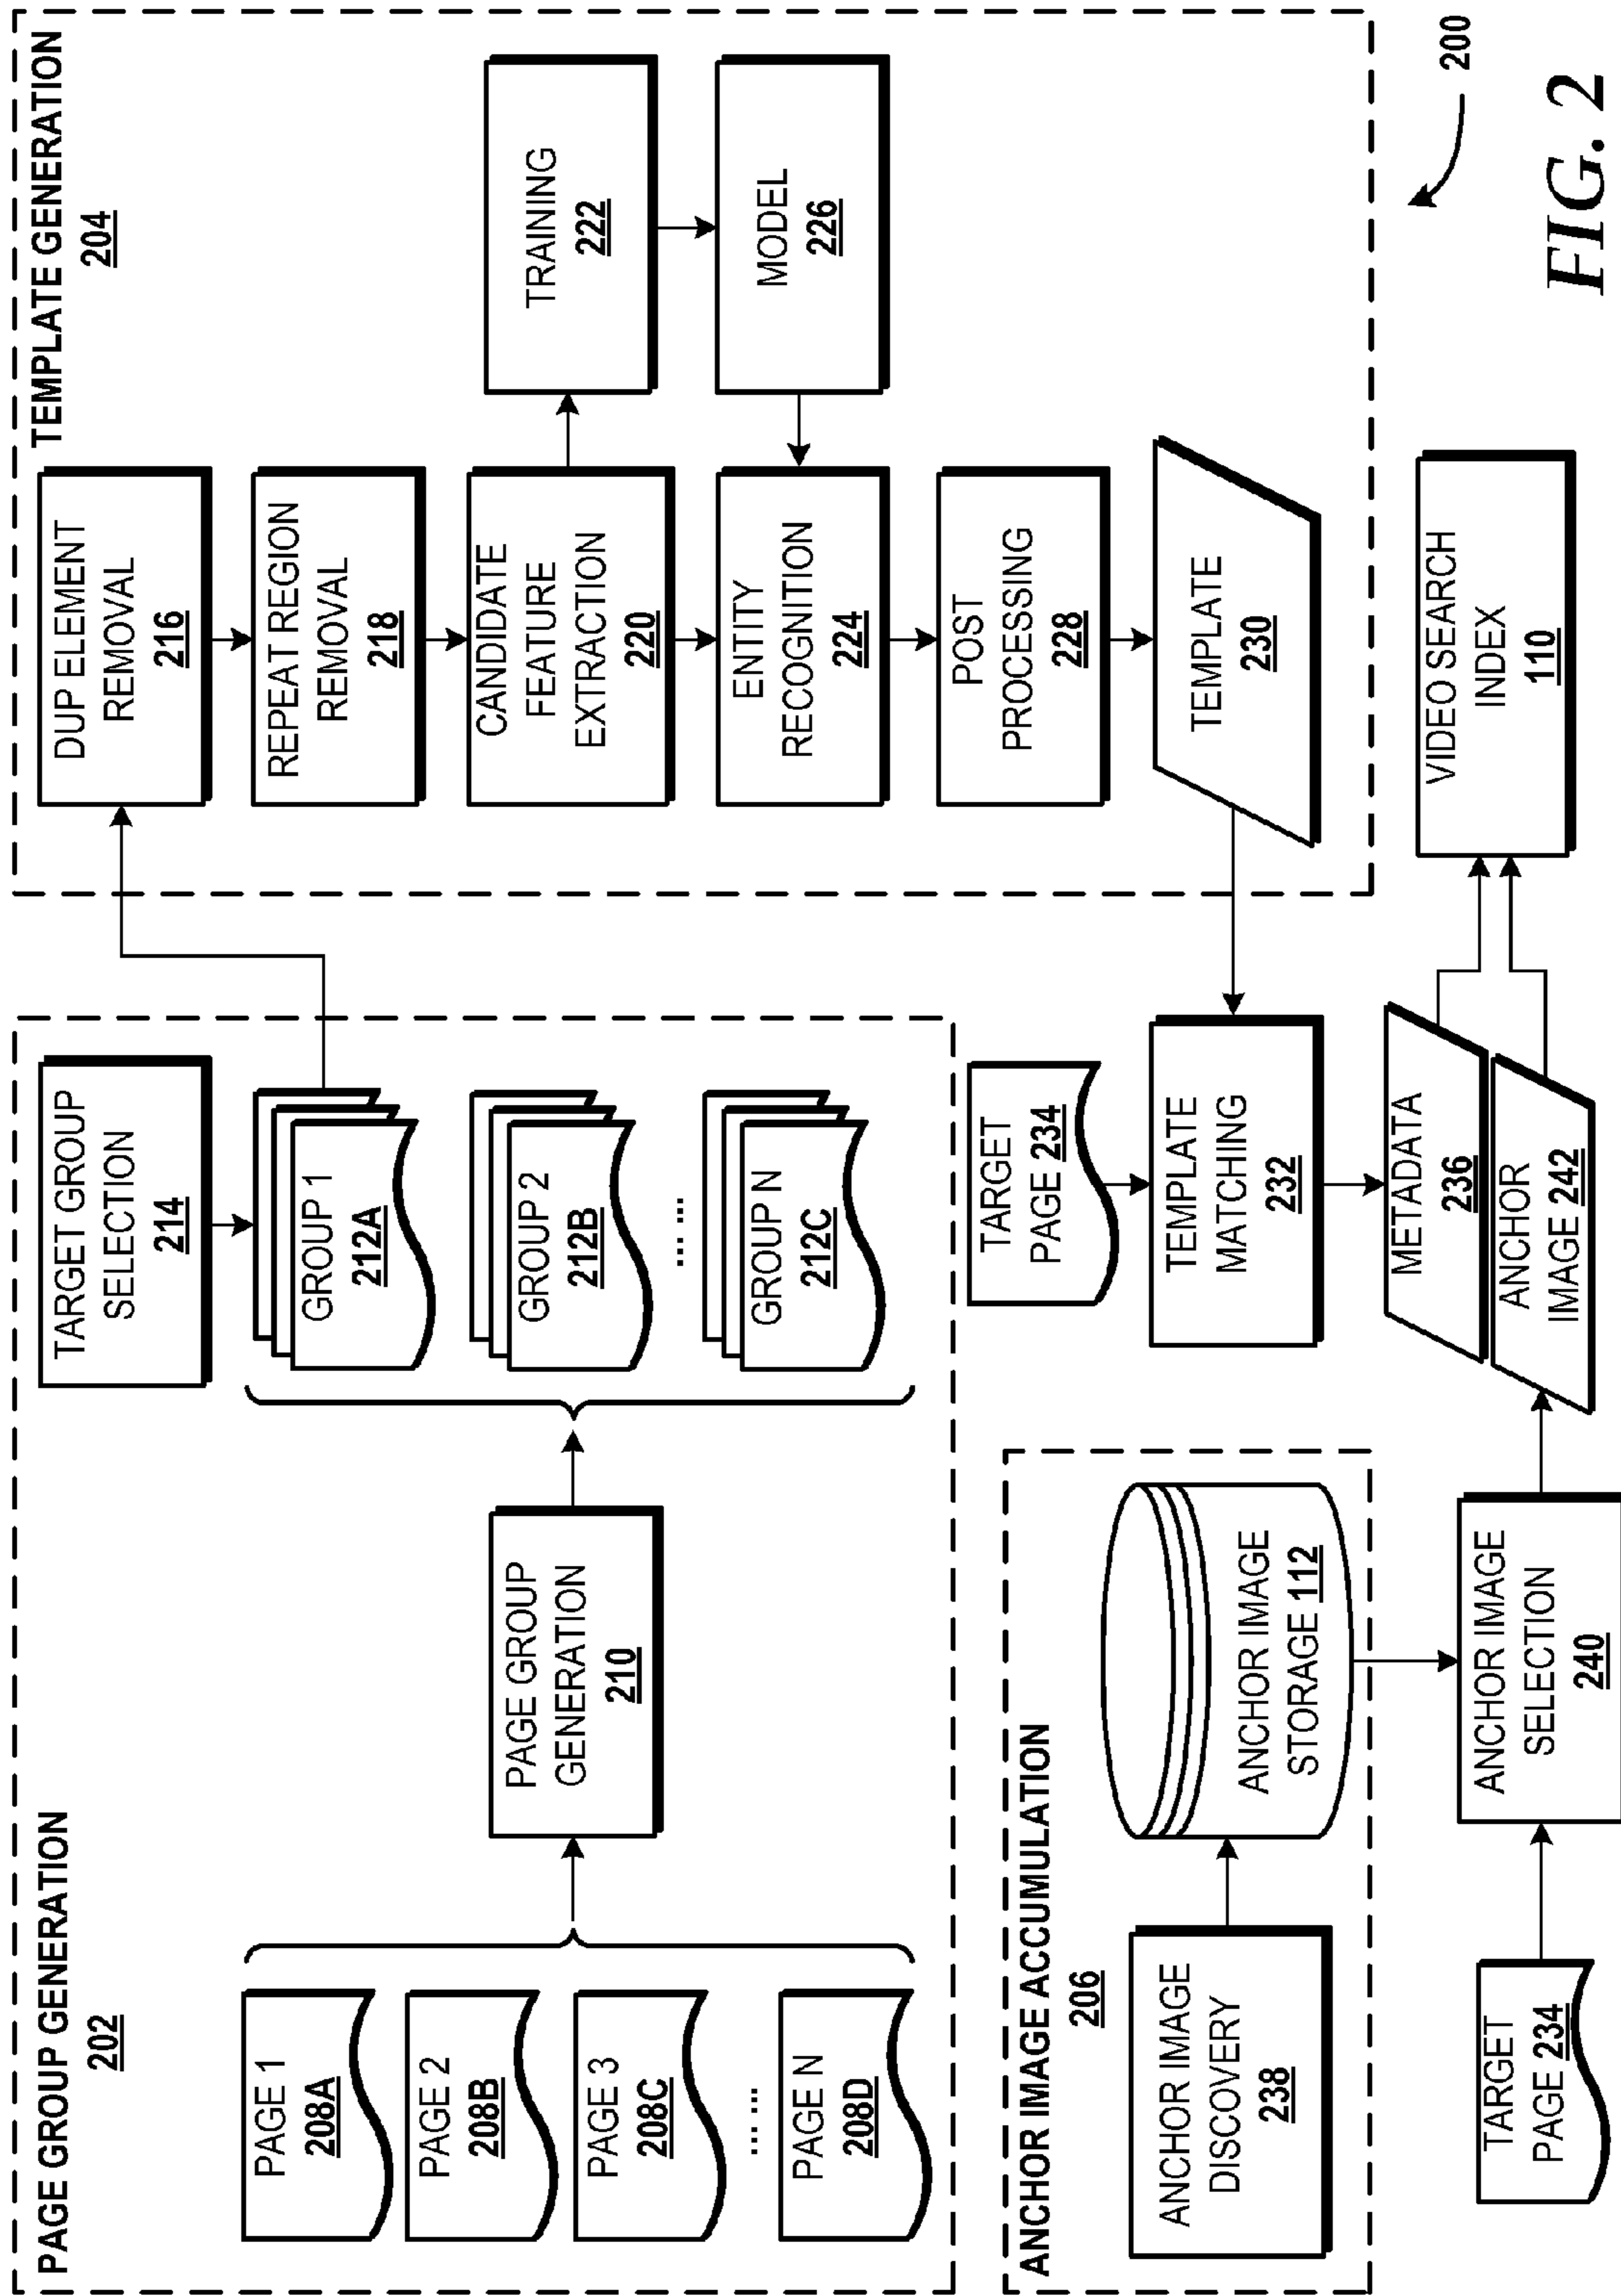 PAGE GROUP GENERATION
202
PAGE 1
208A
PAGE 2
208B
PAGE 3
208C
... ...
PAGE N
208D
PAGE GROUP
GENERATION
210
TARGET GROUP
SELECTION
214
GROUP 1
212A
GROUP 2
212B
... ...
GROUP N
212C
TEMPLATE GENERATION
204
DUP ELEMENT
REMOVAL
216
REPEAT REGION
REMOVAL
218
CANDIDATE
FEATURE
EXTRACTION
220
TRAINING
222
MODEL
226
ENTITY
RECOGNITION
224
POST
PROCESSING
228
TEMPLATE
230
ANCHOR IMAGE ACCUMULATION
206
ANCHOR IMAGE
DISCOVERY
238
ANCHOR IMAGE
STORAGE 112
TARGET
PAGE 234
TEMPLATE
MATCHING
232
TARGET
PAGE 234
ANCHOR IMAGE
SELECTION
240
METADATA
236
ANCHOR
IMAGE 242
VIDEO SEARCH
INDEX
110
200
FIG. 2